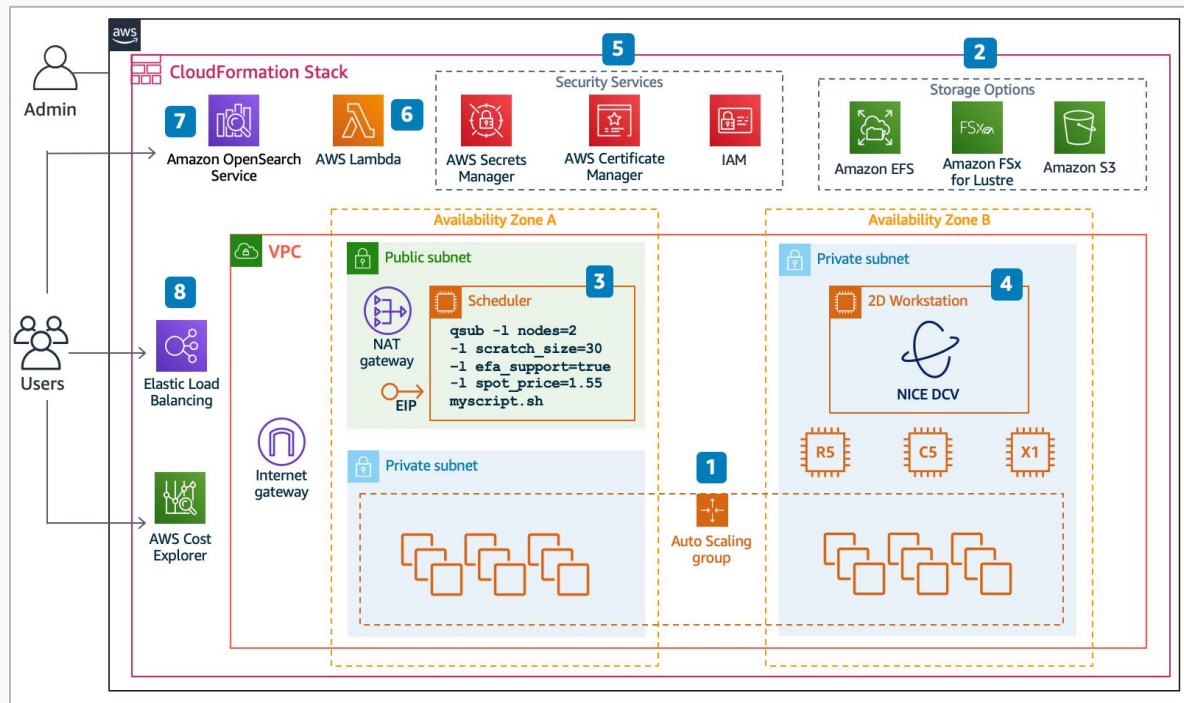 aws
Admin
CloudFormation Stack
7
Amazon OpenSearch
Service
6
AWS Lambda
5
Security Services
AWS Secrets
Manager
AWS Certificate
Manager
IAM
2
Storage Options
Amazon EFS
FSx
Amazon FSx
for Lustre
Amazon S3
Users
8
Elastic Load
Balancing
AWS Cost
Explorer
VPC
Internet
gateway
Availability Zone A
Public subnet
NAT
gateway
EIP
3
Scheduler
qsub -l nodes=2
-l scratch_size=30
-l efa_support=true
-l spot_price=1.55
myscript.sh
Private subnet
1
Auto Scaling
group
Availability Zone B
Private subnet
4
2D Workstation
NICE DCV
R5
C5
X1